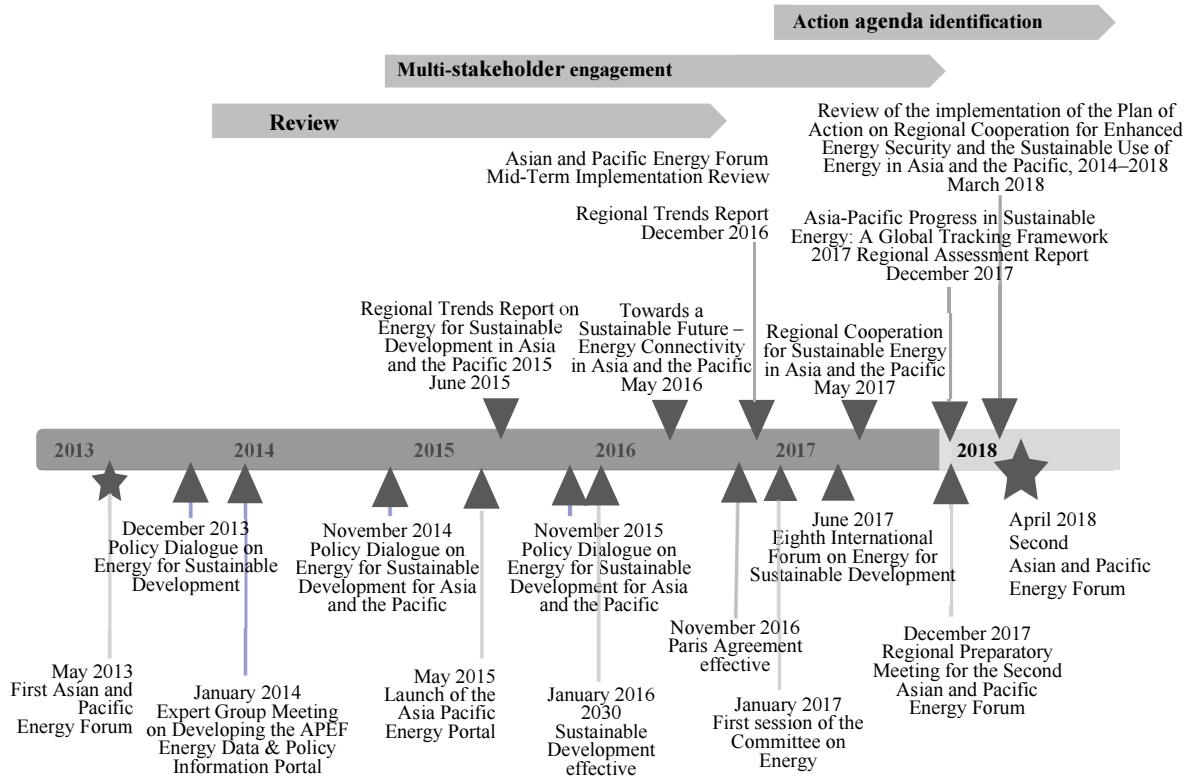 Action agenda identification
Multi-stakeholder engagement
Review
Review of the implementation of the Plan of
Action on Regional Cooperation for Enhanced
Energy Security and the Sustainable Use of
Energy in Asia and the Pacific, 2014–2018
March 2018
Asian and Pacific Energy Forum
Mid-Term Implementation Review
Regional Trends Report
December 2016
Asia-Pacific Progress in Sustainable
Energy: A Global Tracking Framework
2017 Regional Assessment Report
December 2017
Regional Trends Report on
Energy for Sustainable
Development in Asia
and the Pacific 2015
June 2015
Towards a
Sustainable Future –
Energy Connectivity
in Asia and the Pacific
May 2016
Regional Cooperation
for Sustainable Energy
in Asia and the Pacific
May 2017
2013
2014
2015
2016
2017
2018
December 2013
Policy Dialogue on
Energy for Sustainable
Development
November 2014
Policy Dialogue on
Energy for Sustainable
Development for Asia
and the Pacific
November 2015
Policy Dialogue on
Energy for Sustainable
Development for Asia
and the Pacific
June 2017
Eighth International
Forum on Energy for
Sustainable Development
April 2018
Second
Asian and Pacific
Energy Forum
May 2013
First Asian and
Pacific
Energy Forum
January 2014
Expert Group Meeting
on Developing the APEF
Energy Data & Policy
Information Portal
May 2015
Launch of the
Asia Pacific
Energy Portal
January 2016
2030
Sustainable
Development
effective
November 2016
Paris Agreement
effective
January 2017
First session of the
Committee on
Energy
December 2017
Regional Preparatory
Meeting for the Second
Asian and Pacific
Energy Forum